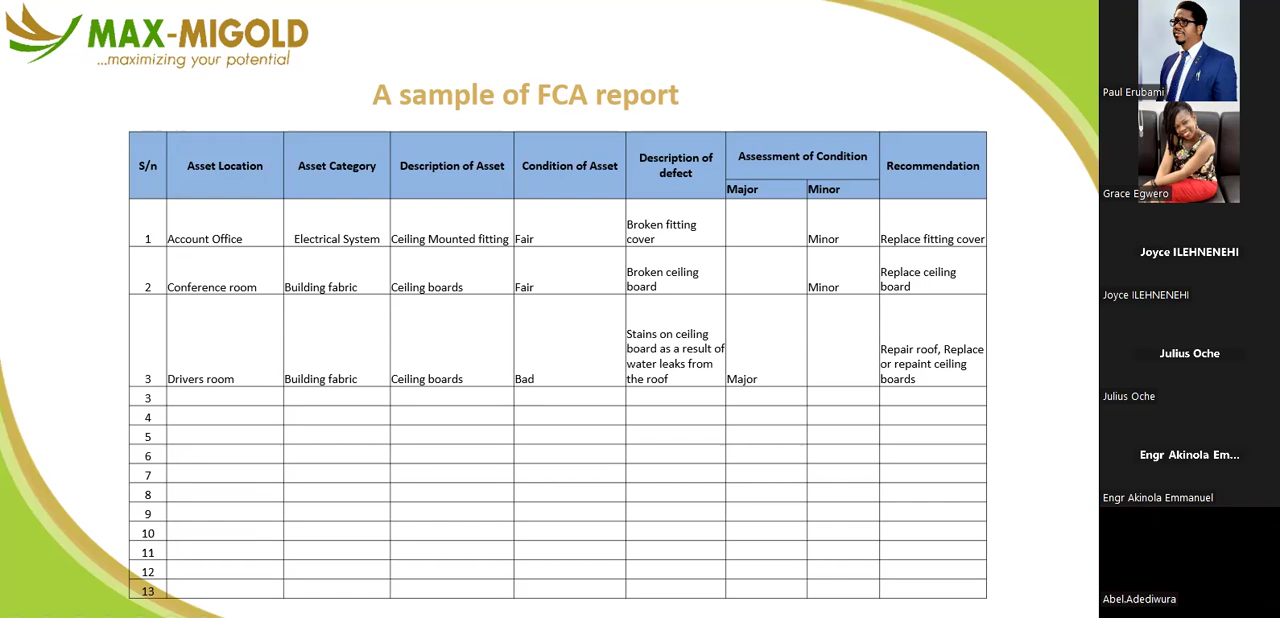 MAX-MIGOLD
...maximizing your potential
A sample of FCA report
S/n Asset Location Asset Category Description of Asset Condition of Asset Description of defect Assessment of Condition Recommendation
Major Minor
1 Account Office Electrical System Ceiling Mounted fitting Fair Broken fitting cover Minor Replace fitting cover
2 Conference room Building fabric Ceiling boards Fair Broken ceiling board Minor Replace ceiling board
3 Drivers room Building fabric Ceiling boards Bad Stains on ceiling board as a result of water leaks from the roof Major Repair roof, Replace or repaint ceiling boards
3
4
5
6
7
8
9
10
11
12
13
Paul Erubami
Grace Egwero
Joyce ILEHNENEHI
Joyce ILEHNENEHI
Julius Oche
Julius Oche
Engr Akinola Em...
Engr Akinola Emmanuel
Abel.Adediwura